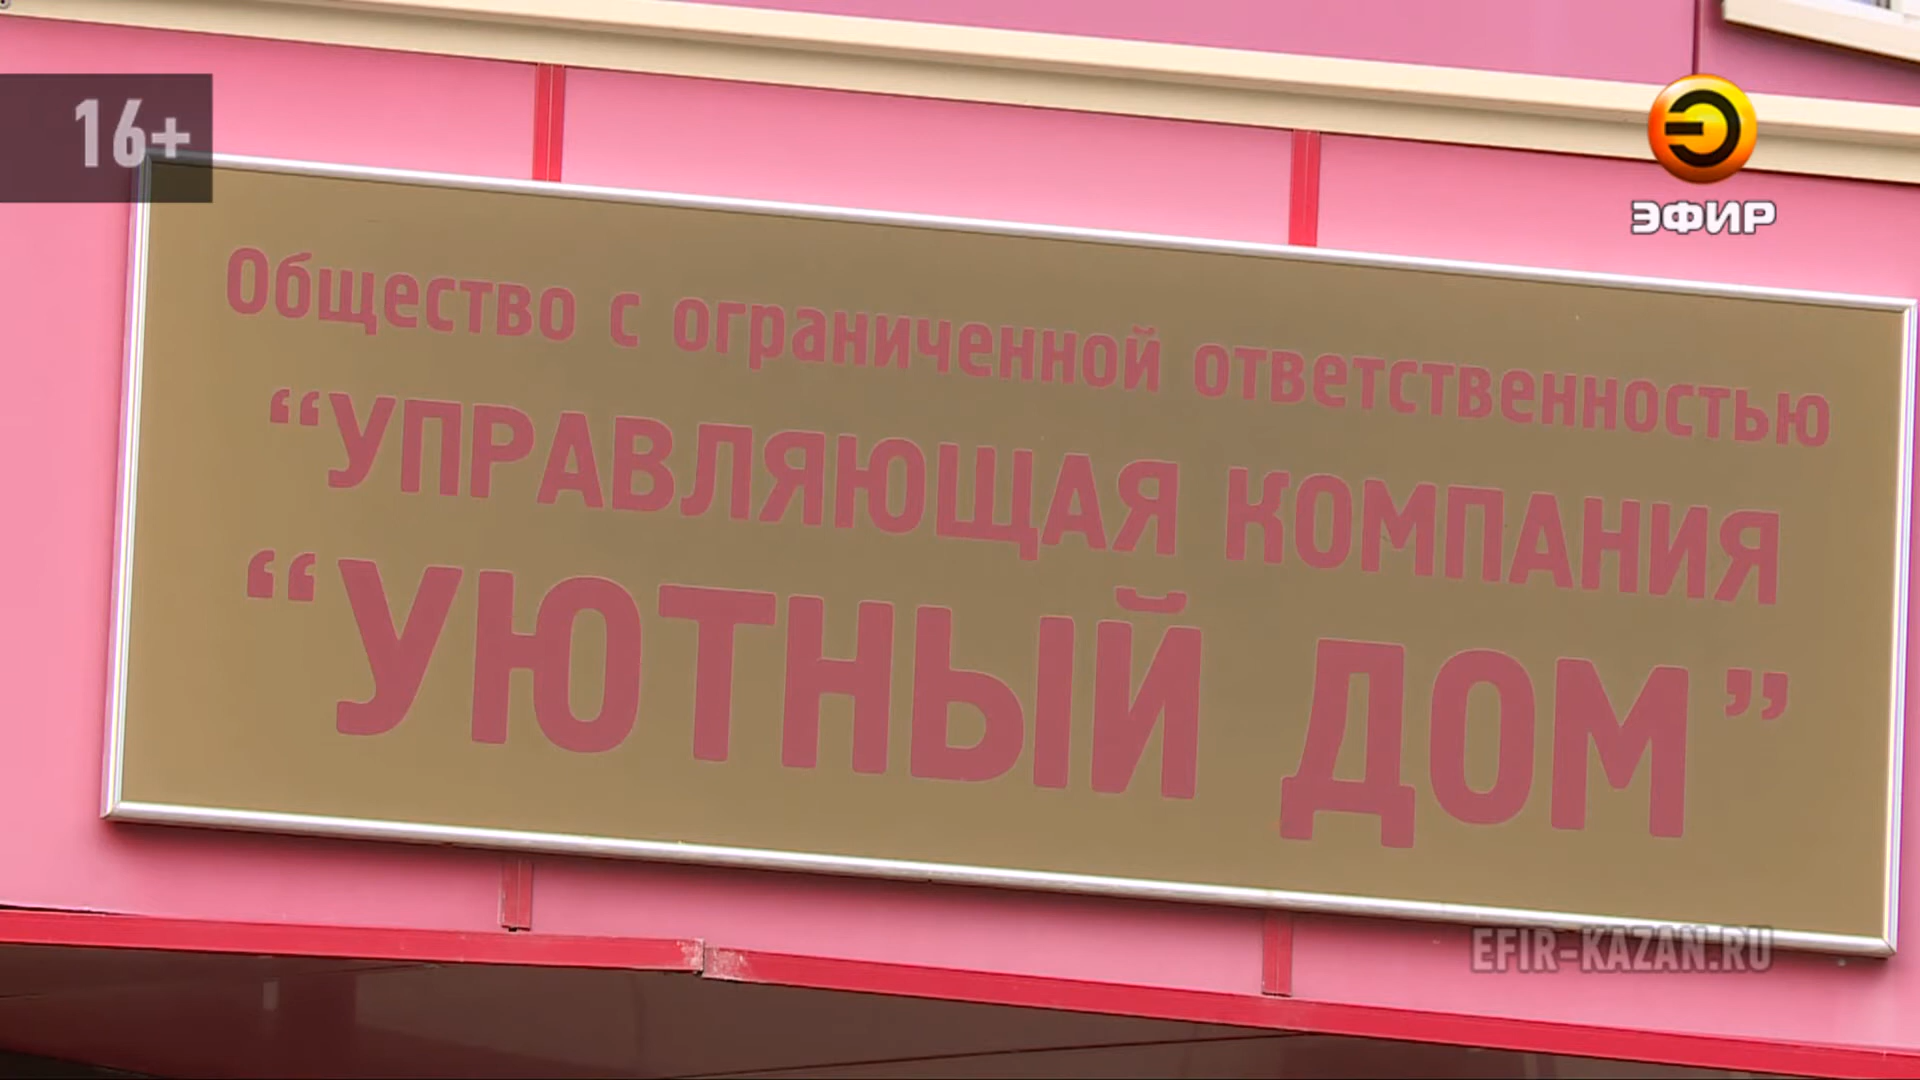 16+
ЭФИР
Общество с ограниченной ответственностью
“УПРАВЛЯЮЩАЯ КОМПАНИЯ
“УЮТНЫЙ ДОМ”
EFIR-KAZAN.RU